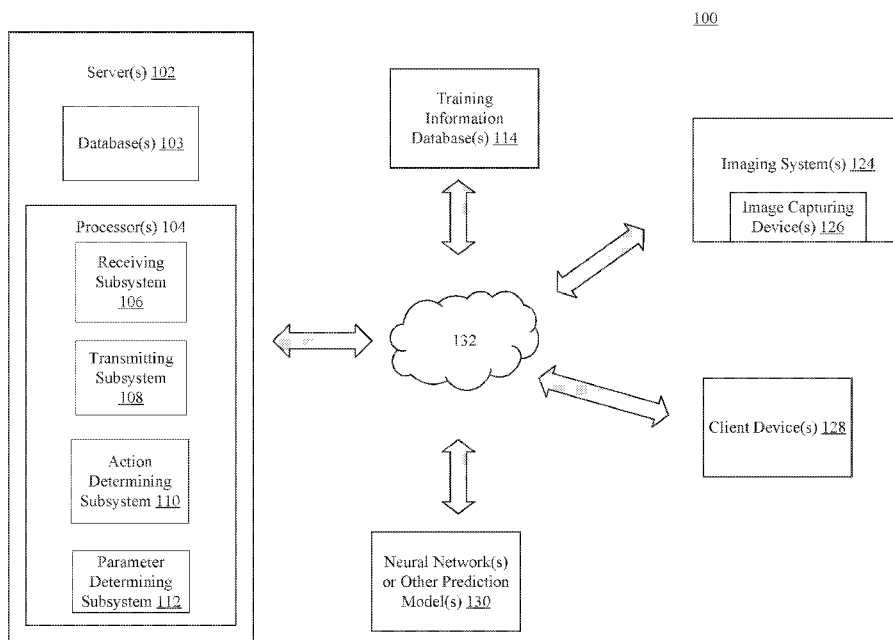 100
Server(s) 102
Database(s) 103
Processor(s) 104
Receiving
Subsystem
106
Transmitting
Subsystem
108
Action
Determining
Subsystem 110
Parameter
Determining
Subsystem 112
Training
Information
Database(s) 114
132
Neural Network(s)
or Other Prediction
Model(s) 130
Imaging System(s) 124
Image Capturing
Device(s) 126
Client Device(s) 128